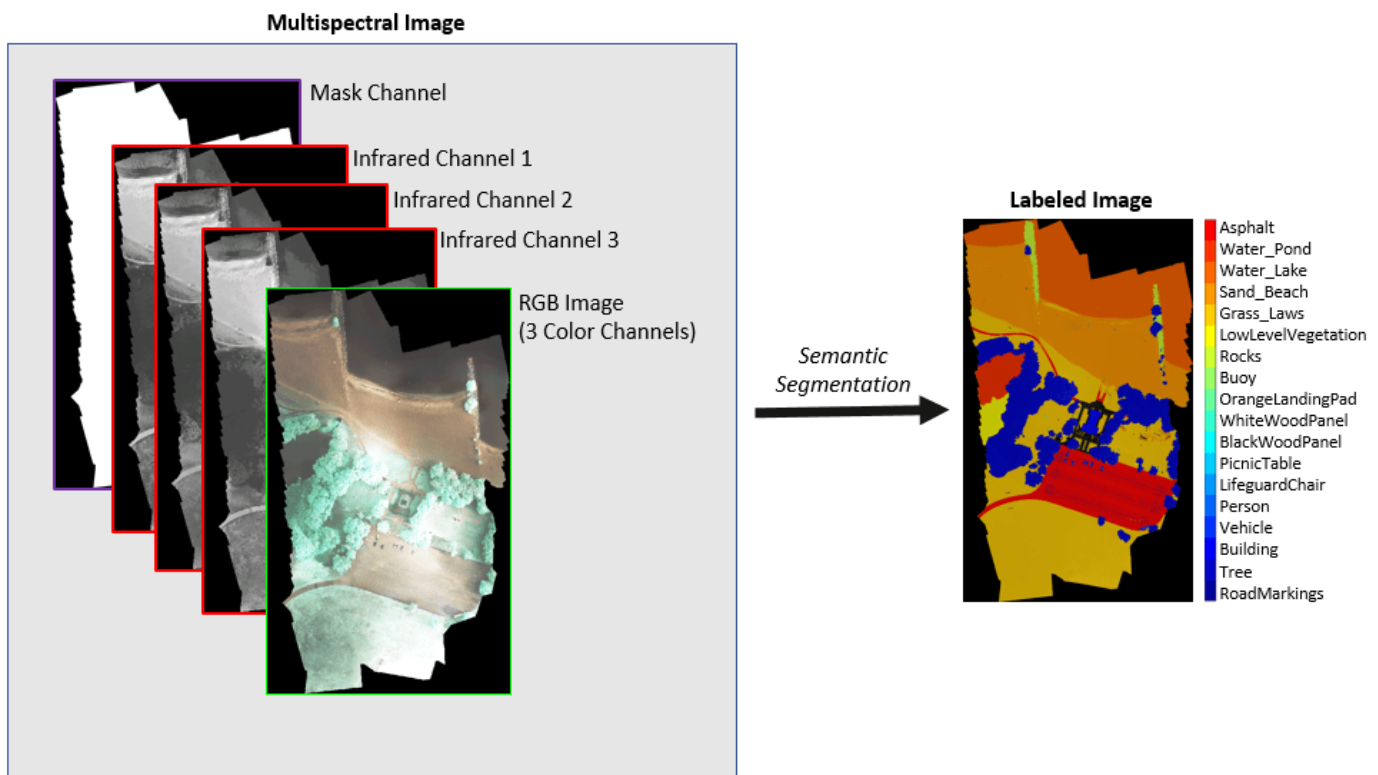 Multispectral Image
Mask Channel
Infrared Channel 1
Infrared Channel 2
Infrared Channel 3
RGB Image
(3 Color Channels)
Semantic
Segmentation
Labeled Image
Asphalt
Water_Pond
Water_Lake
Sand_Beach
Grass_Laws
LowLevelVegetation
Rocks
Buoy
OrangeLandingPad
WhiteWoodPanel
BlackWoodPanel
PicnicTable
LifeguardChair
Person
Vehicle
Building
Tree
RoadMarkings